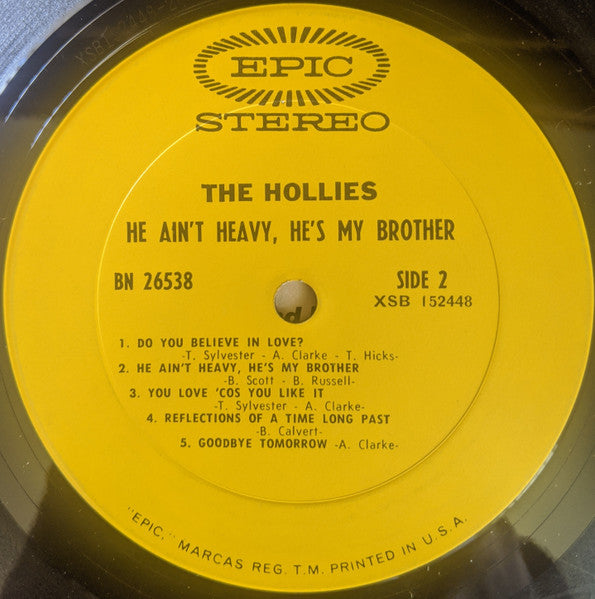 EPIC
STEREO
THE HOLLIES
HE AIN'T HEAVY, HE'S MY BROTHER
BN 26538
SIDE 2
XSB 152448
1. DO YOU BELIEVE IN LOVE?
-T. Sylvester - A. Clarke - T. Hicks-
2. HE AIN'T HEAVY, HE'S MY BROTHER
-B. Scott - B. Russell-
3. YOU LOVE 'COS YOU LIKE IT
-T. Sylvester - A. Clarke-
4. REFLECTIONS OF A TIME LONG PAST
-B. Calvert-
5. GOODBYE TOMORROW -A. Clarke-
"EPIC," MARCAS REG. T.M. PRINTED IN U.S.A.